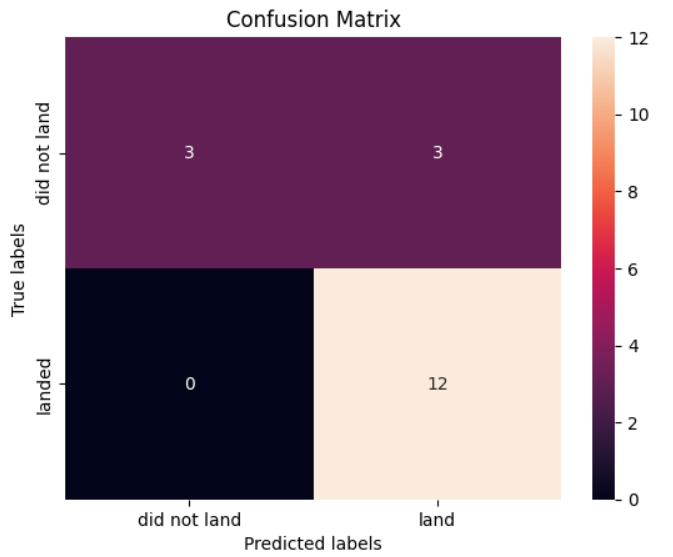 Confusion Matrix
True labels
did not land
landed
3
3
0
12
did not land
land
Predicted labels
12
10
8
6
4
2
0